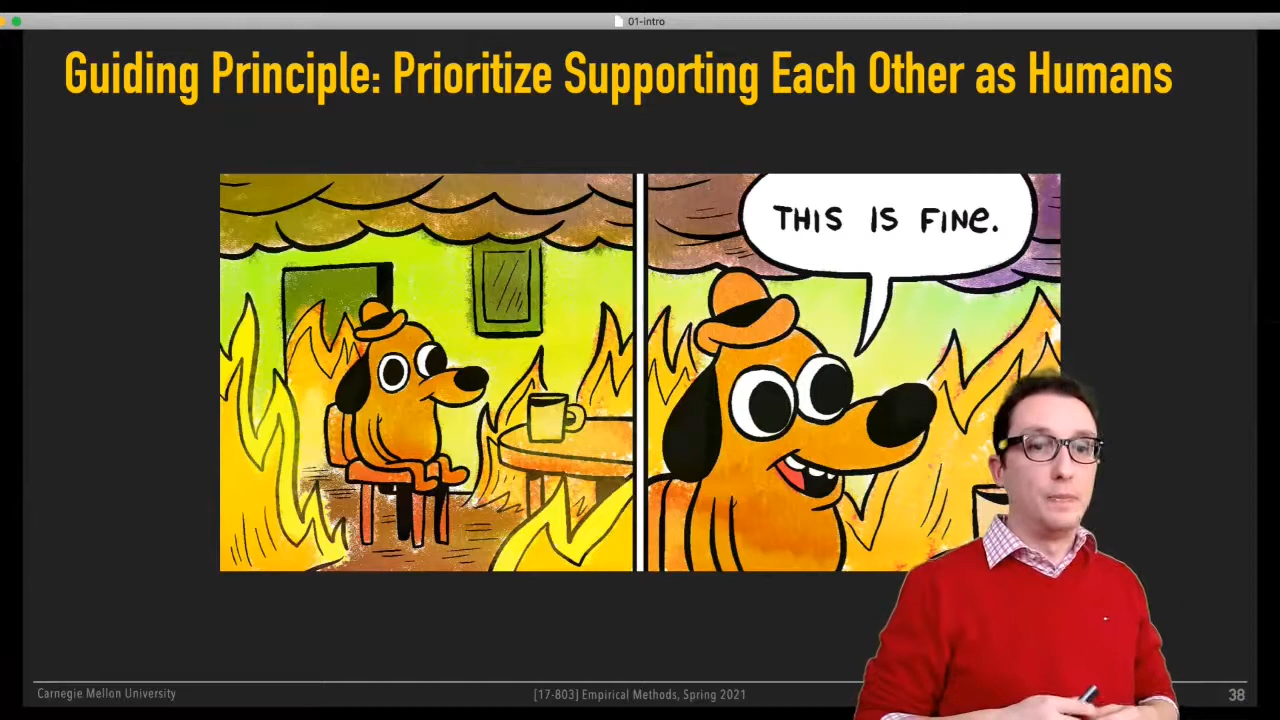 01-intro
Guiding Principle: Prioritize Supporting Each Other as Humans
THIS IS FINE.
Carnegie Mellon University
[17-803] Empirical Methods, Spring 2021
38